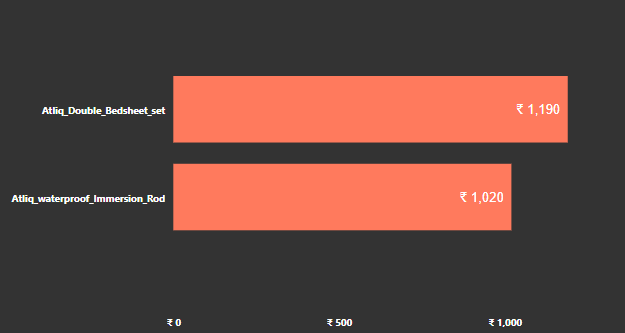 Atliq_Double_Bedsheet_set
₹ 1,190
Atliq_waterproof_Immersion_Rod
₹ 1,020
₹ 0
₹ 500
₹ 1,000